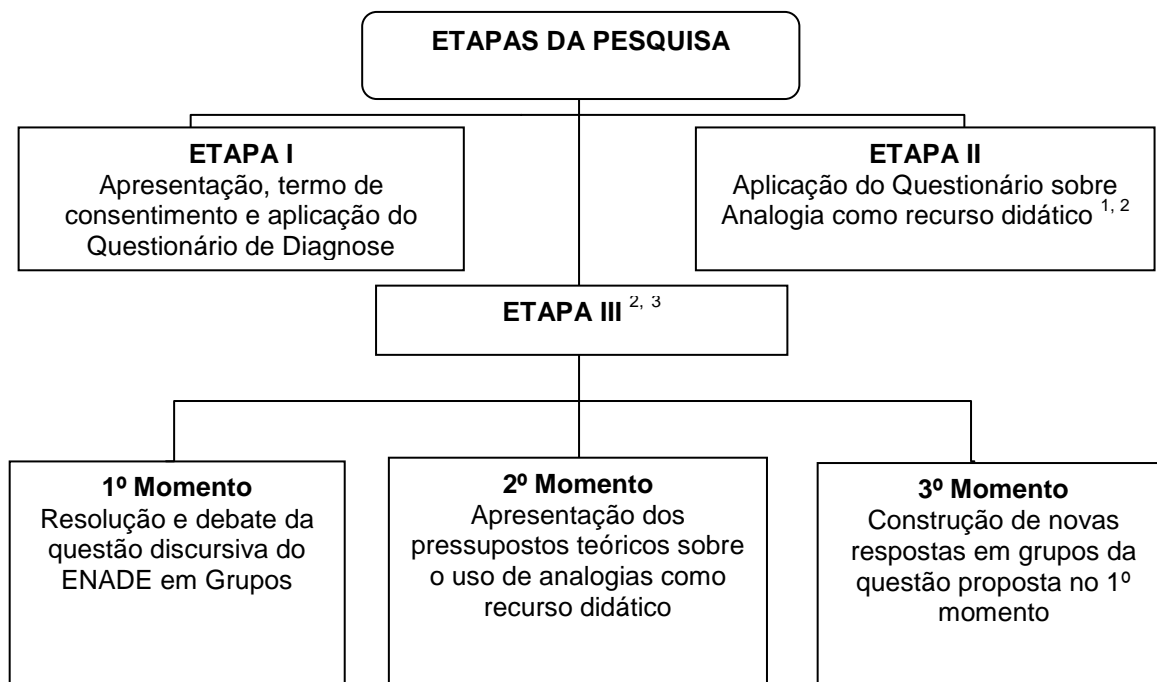 ETAPAS DA PESQUISA
ETAPA I
Apresentação, termo de
consentimento e aplicação do
Questionário de Diagnose
ETAPA II
Aplicação do Questionário sobre
Analogia como recurso didático 1, 2
ETAPA III 2, 3
1º Momento
Resolução e debate da
questão discursiva do
ENADE em Grupos
2º Momento
Apresentação dos
pressupostos teóricos sobre
o uso de analogias como
recurso didático
3º Momento
Construção de novas
respostas em grupos da
questão proposta no 1º
momento